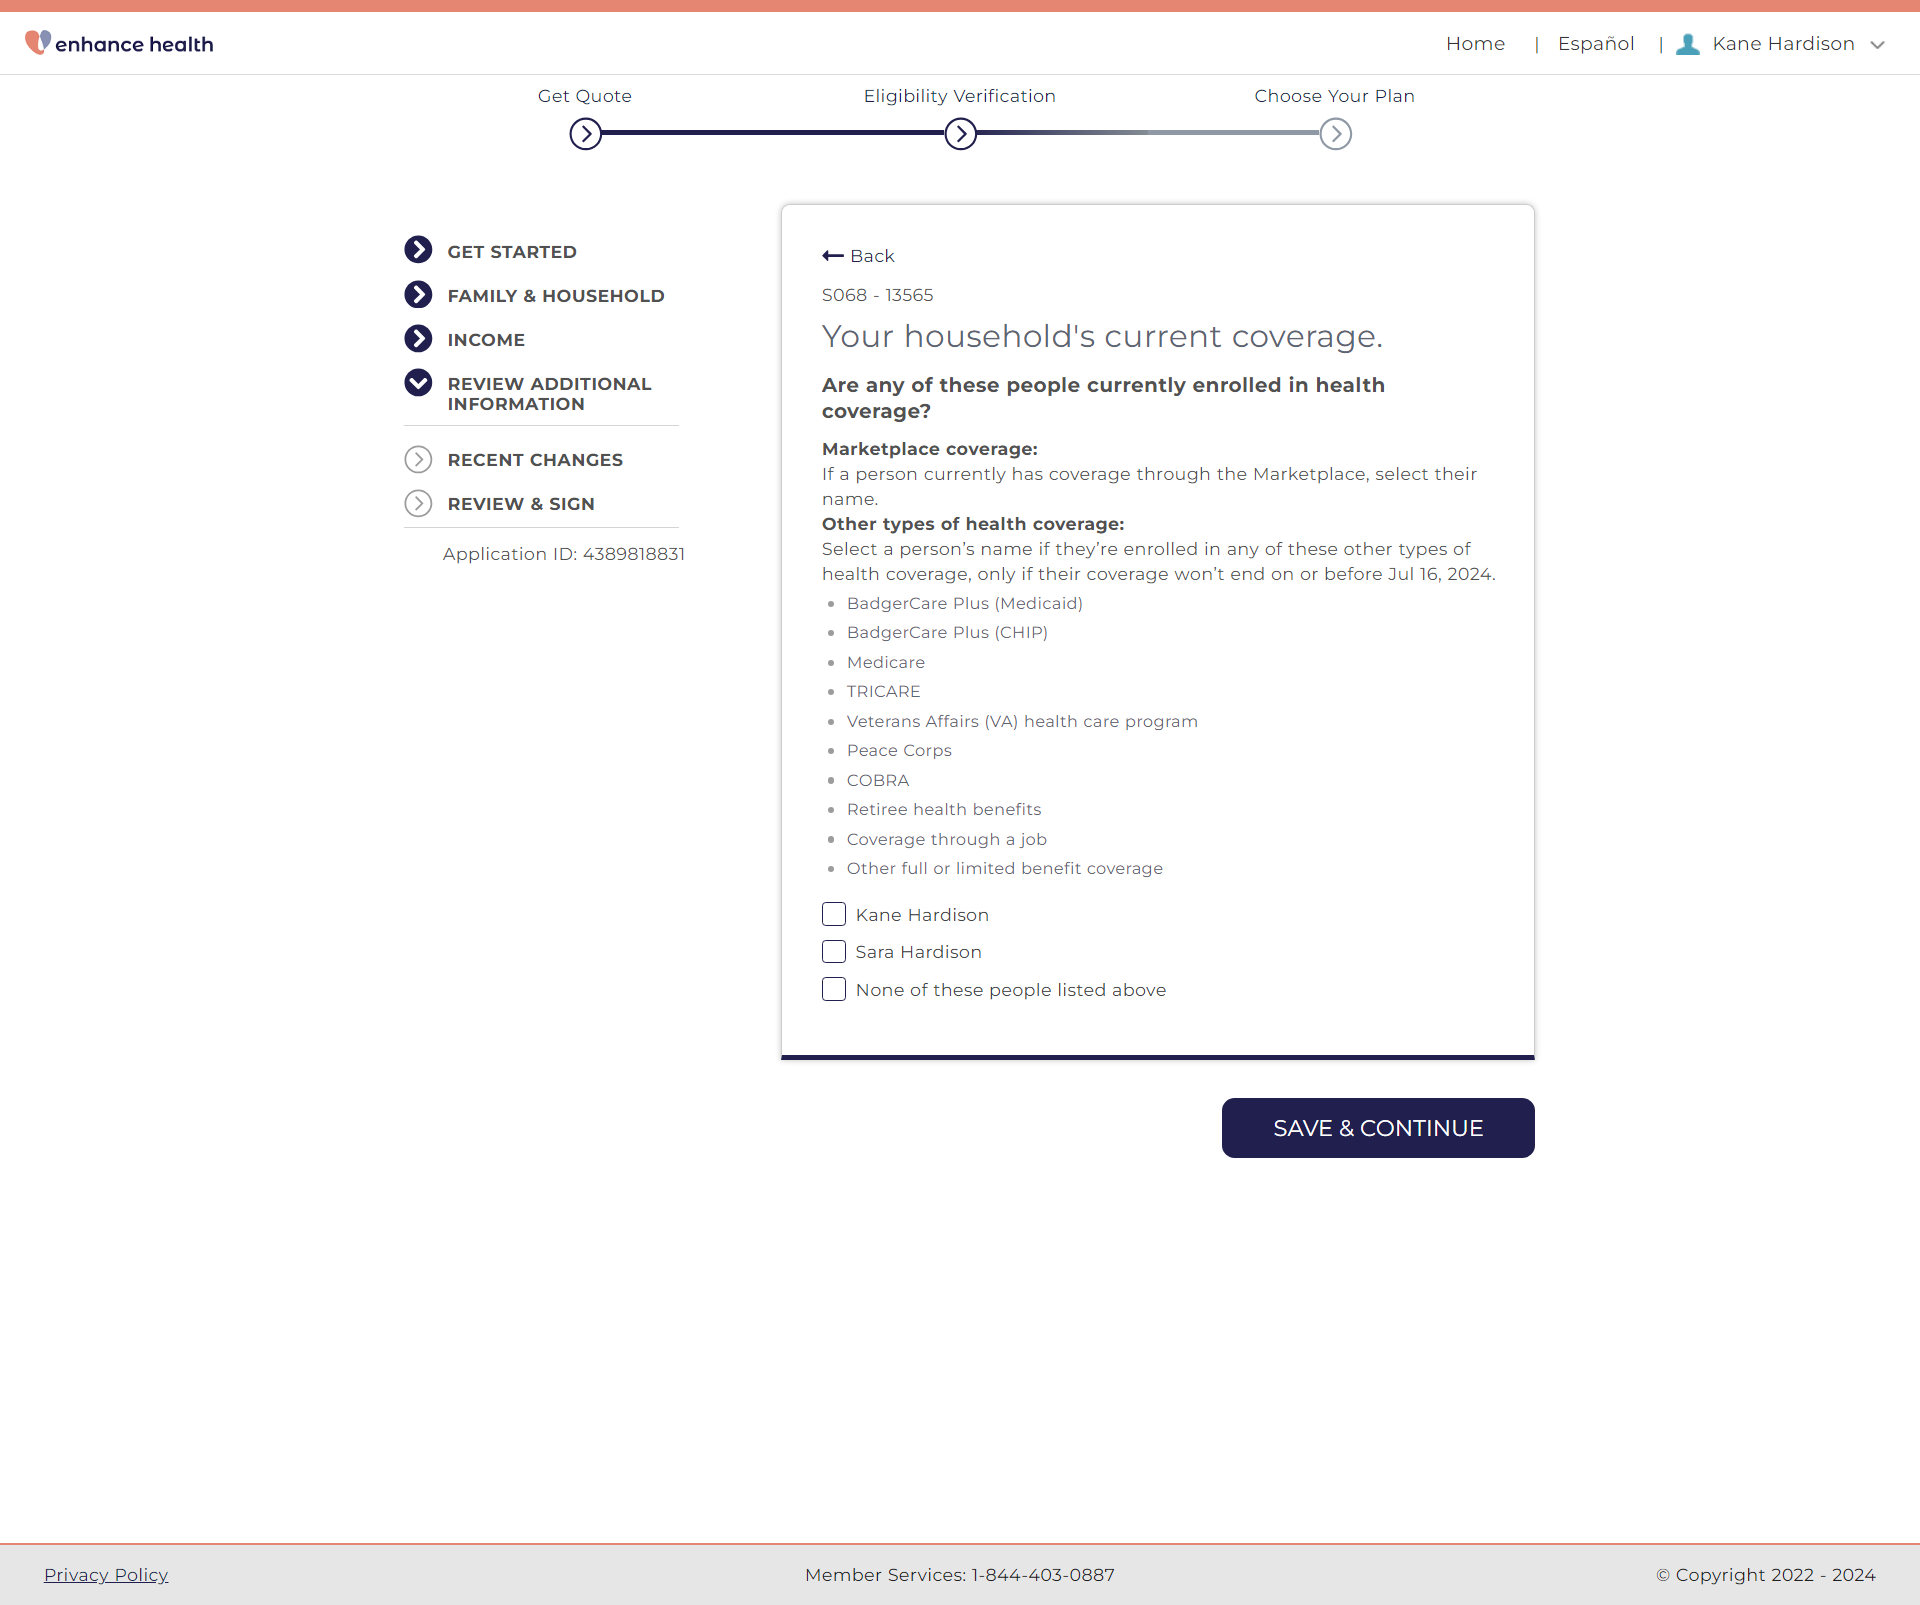 enhance health
Home | Español | Kane Hardison
Get Quote
Eligibility Verification
Choose Your Plan
GET STARTED
FAMILY & HOUSEHOLD
INCOME
REVIEW ADDITIONAL
INFORMATION
RECENT CHANGES
REVIEW & SIGN
Application ID: 4389818831
Back
S068 - 13565
Your household's current coverage.
Are any of these people currently enrolled in health
coverage?
Marketplace coverage:
If a person currently has coverage through the Marketplace, select their
name.
Other types of health coverage:
Select a person’s name if they’re enrolled in any of these other types of
health coverage, only if their coverage won’t end on or before Jul 16, 2024.
• BadgerCare Plus (Medicaid)
• BadgerCare Plus (CHIP)
• Medicare
• TRICARE
• Veterans Affairs (VA) health care program
• Peace Corps
• COBRA
• Retiree health benefits
• Coverage through a job
• Other full or limited benefit coverage
Kane Hardison
Sara Hardison
None of these people listed above
SAVE & CONTINUE
Privacy Policy
Member Services: 1-844-403-0887
© Copyright 2022 - 2024